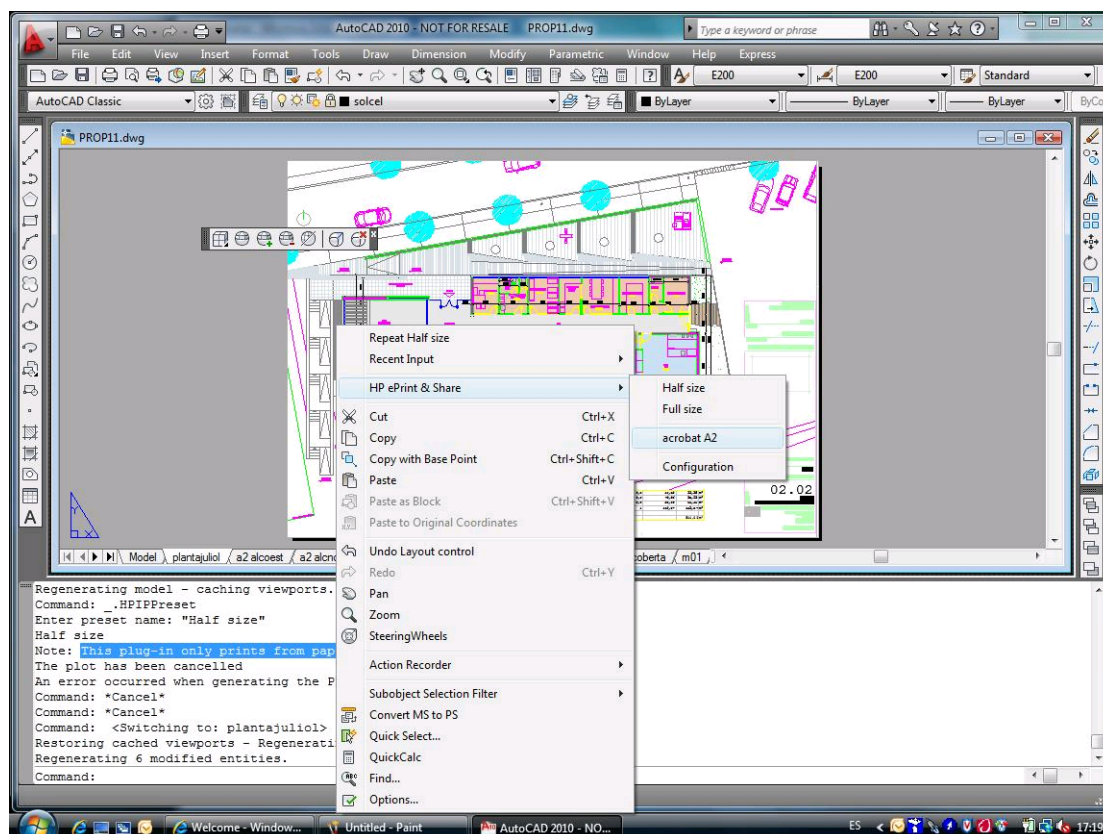 AutoCAD 2010 - NOT FOR RESALE PROP11.dwg
Type a keyword or phrase
File Edit View Insert Format Tools Draw Dimension Modify Parametric Window Help Express
E200 E200 Standard
AutoCAD Classic solcel ByLayer ByLayer ByLayer ByCo
PROP11.dwg
Repeat Half size
Recent Input
HP ePrint & Share
Half size
Full size
acrobat A2
Configuration
Cut Ctrl+X
Copy Ctrl+C
Copy with Base Point Ctrl+Shift+C
Paste Ctrl+V
Paste as Block Ctrl+Shift+V
Paste to Original Coordinates
Undo Layout control
Redo Ctrl+Y
Pan
Zoom
SteeringWheels
Action Recorder
Subobject Selection Filter
Convert MS to PS
Quick Select...
QuickCalc
Find...
Options...
02.02
X
Model plantajuliol a2 alcoest a2 alcno oberta m01
Regenerating model - caching viewports.
Command: _.HPIPPreset
Enter preset name: "Half size"
Half size
Note: This plug-in only prints from pap
The plot has been cancelled
An error occurred when generating the P
Command: *Cancel*
Command: *Cancel*
Command: <Switching to: plantajuliol>
Restoring cached viewports - Regenerati
Regenerating 6 modified entities.
Command:
Welcome - Window... Untitled - Paint AutoCAD 2010 - NO... ES 17:19